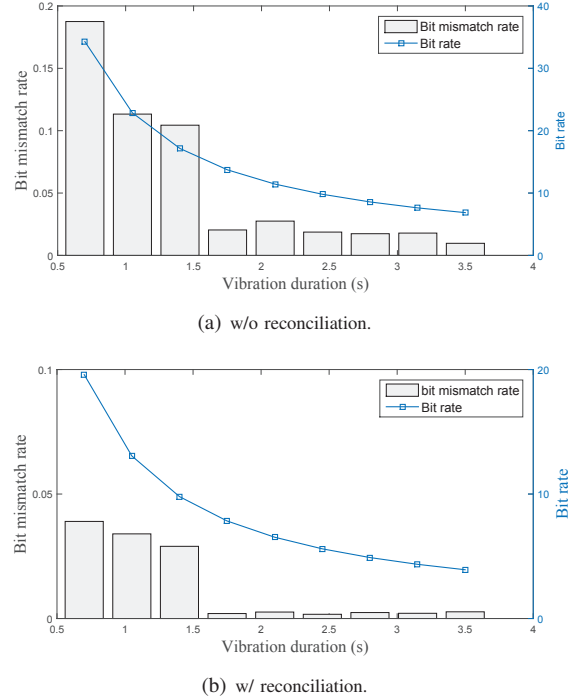 0.2
40
Bit mismatch rate
Bit rate
0.15
30
Bit mismatch rate
0.1
20
Bit rate
0.05
10
0
0
0.5 1 1.5 2 2.5 3 3.5 4
Vibration duration (s)
(a) w/o reconciliation.
0.1
20
bit mismatch rate
Bit rate
Bit mismatch rate
0.05
10
Bit rate
0
0
0.5 1 1.5 2 2.5 3 3.5 4
Vibration duration (s)
(b) w/ reconciliation.